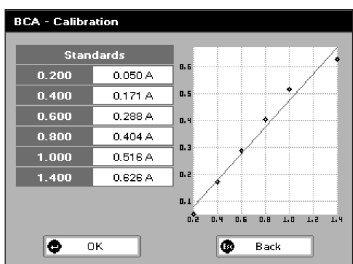 BCA - Calibration
Standards
0.200 0.050 A
0.400 0.171 A
0.600 0.288 A
0.800 0.404 A
1.000 0.516 A
1.400 0.626 A
0.6
0.5
0.4
0.3
0.2
0.1
0.2 0.4 0.6 0.8 1.0 1.2 1.4
OK
Esc Back